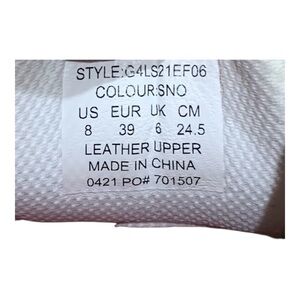 STYLE:G4LS21EF06
COLOUR:SNO
US EUR UK CM
8 39 6 24.5
LEATHER UPPER
MADE IN CHINA
0421 PO# 701507